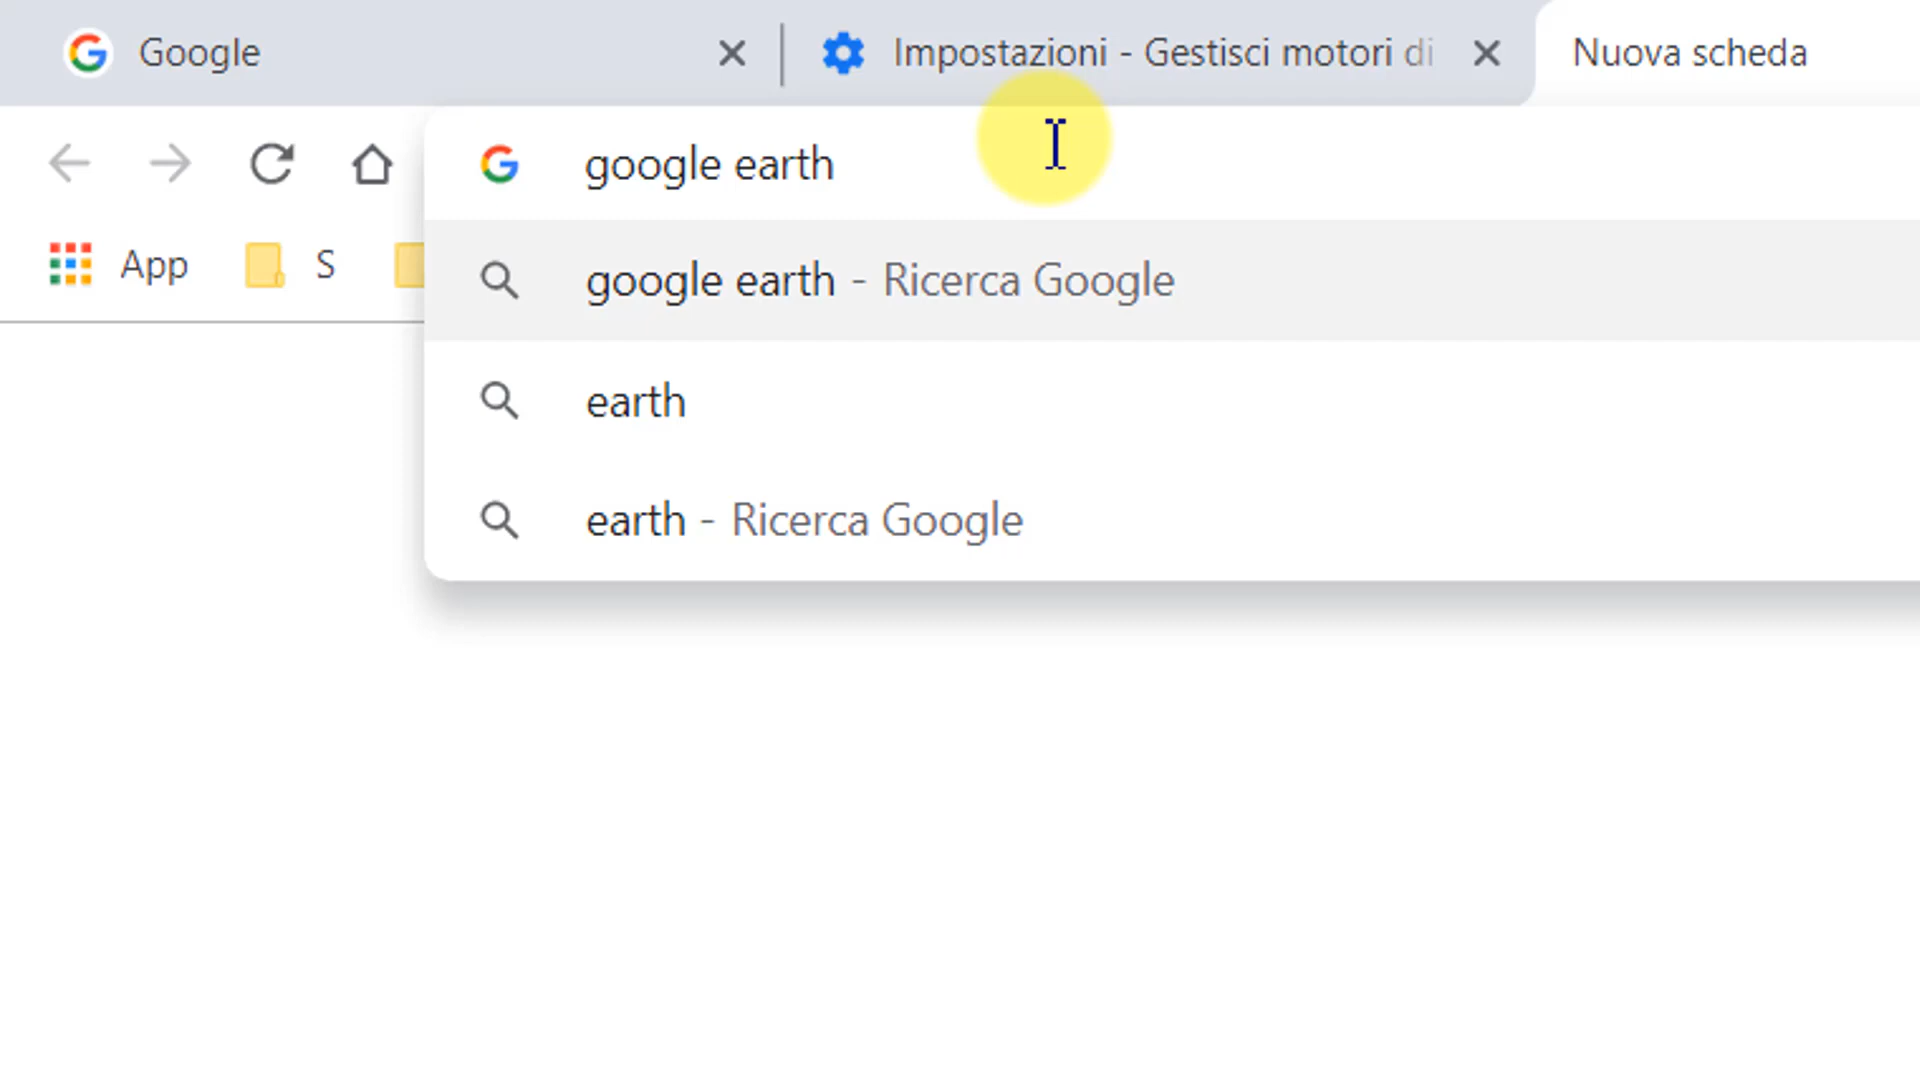 Google
Impostazioni - Gestisci motori di
Nuova scheda
google earth
App
S
google earth - Ricerca Google
earth
earth - Ricerca Google